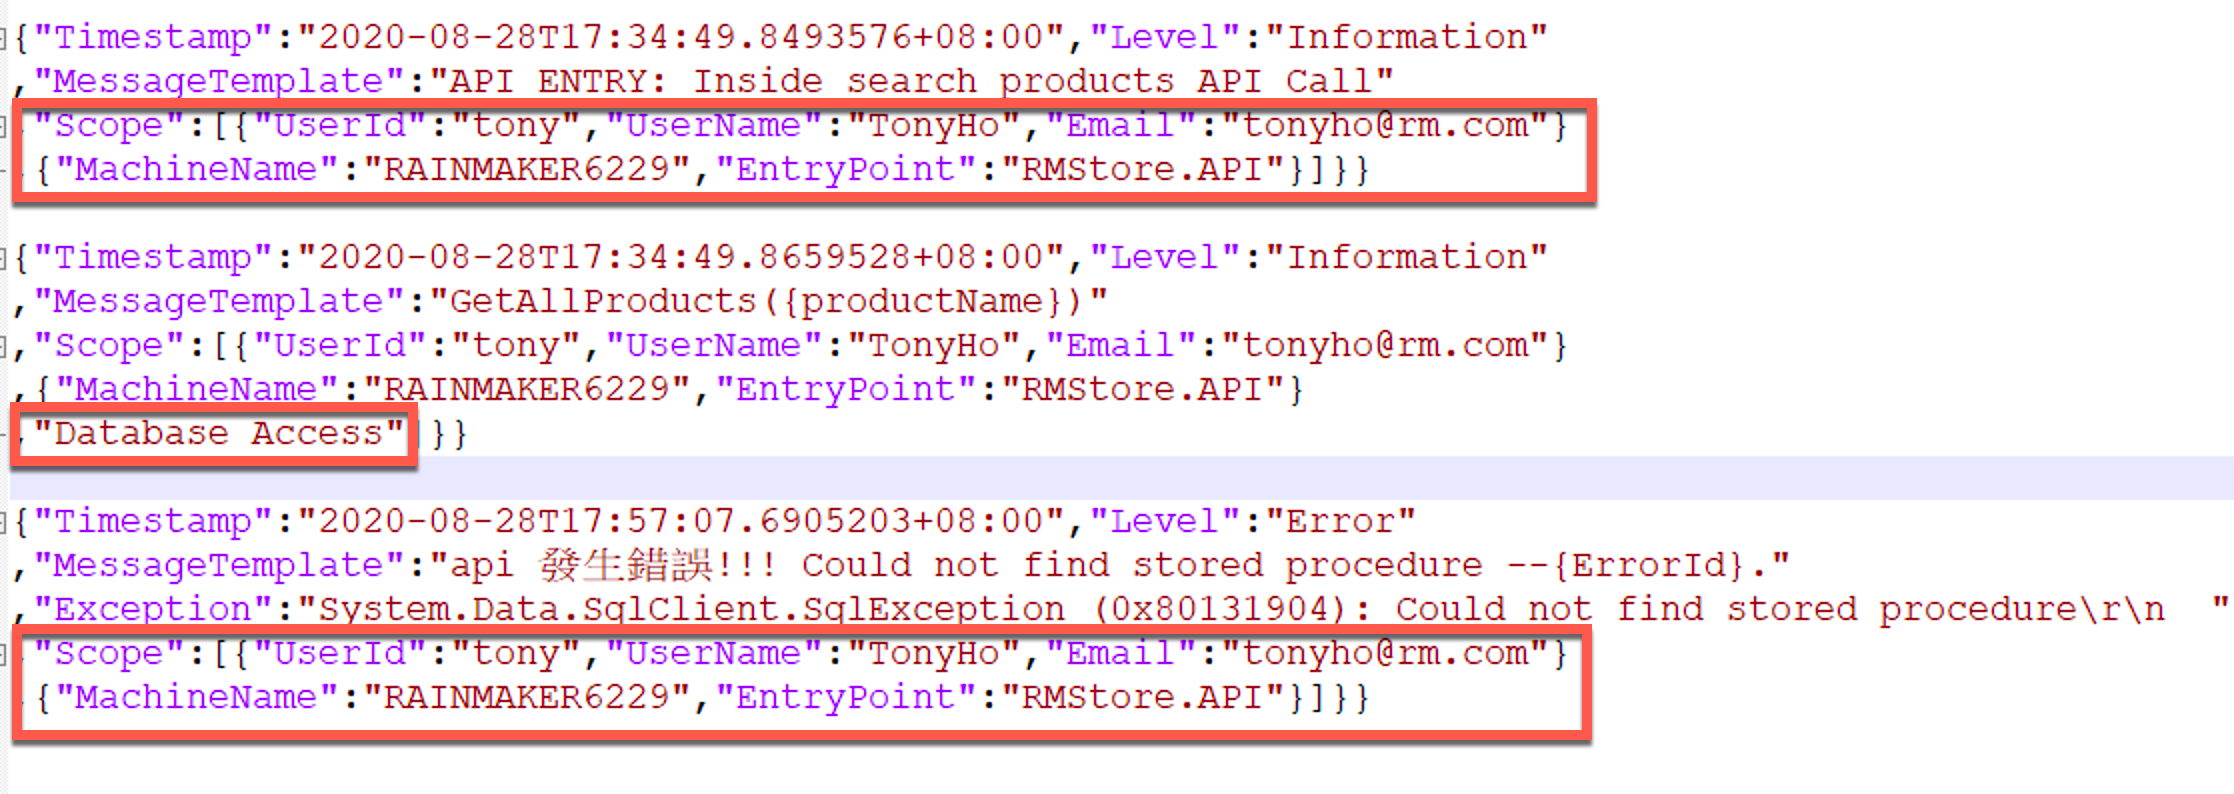 {"Timestamp":"2020-08-28T17:34:49.8493576+08:00","Level":"Information"
,"MessageTemplate":"API ENTRY: Inside search products API Call"
,"Scope":[{"UserId":"tony","UserName":"TonyHo","Email":"tonyho@rm.com"}
,{"MachineName":"RAINMAKER6229","EntryPoint":"RMStore.API"}]}}
{"Timestamp":"2020-08-28T17:34:49.8659528+08:00","Level":"Information"
,"MessageTemplate":"GetAllProducts({productName})"
,"Scope":[{"UserId":"tony","UserName":"TonyHo","Email":"tonyho@rm.com"}
,{"MachineName":"RAINMAKER6229","EntryPoint":"RMStore.API"}
,"Database Access"]}}
{"Timestamp":"2020-08-28T17:57:07.6905203+08:00","Level":"Error"
,"MessageTemplate":"api 發生錯誤!!! Could not find stored procedure --{ErrorId}."
,"Exception":"System.Data.SqlClient.SqlException (0x80131904): Could not find stored procedure\r\n  "
,"Scope":[{"UserId":"tony","UserName":"TonyHo","Email":"tonyho@rm.com"}
,{"MachineName":"RAINMAKER6229","EntryPoint":"RMStore.API"}]}}